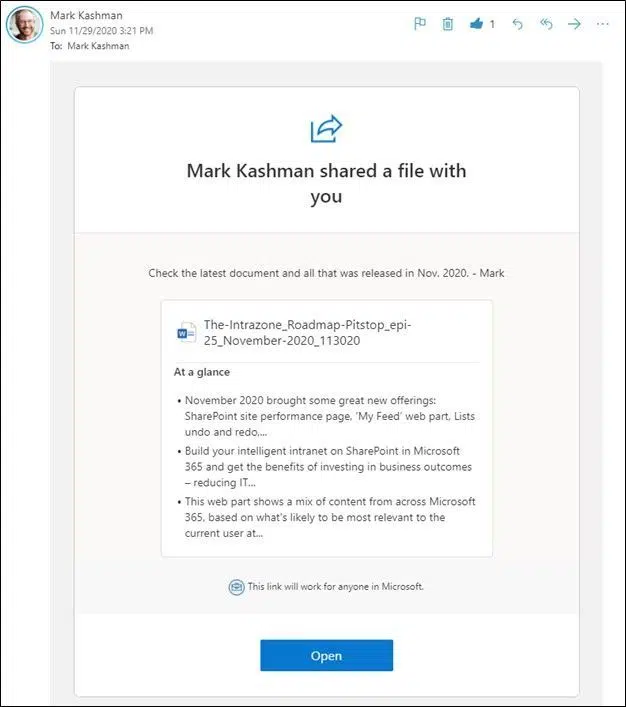 Mark Kashman
Sun 11/29/2020 3:21 PM
To: Mark Kashman
1
Mark Kashman shared a file with
you
Check the latest document and all that was released in Nov. 2020. - Mark
The-Intrazone_Roadmap-Pitstop_epi-
25_November-2020_113020
At a glance
• November 2020 brought some great new offerings:
SharePoint site performance page, 'My Feed' web part, Lists
undo and redo,...
• Build your intelligent intranet on SharePoint in Microsoft
365 and get the benefits of investing in business outcomes
– reducing IT...
• This web part shows a mix of content from across Microsoft
365, based on what's likely to be most relevant to the
current user at...
This link will work for anyone in Microsoft.
Open